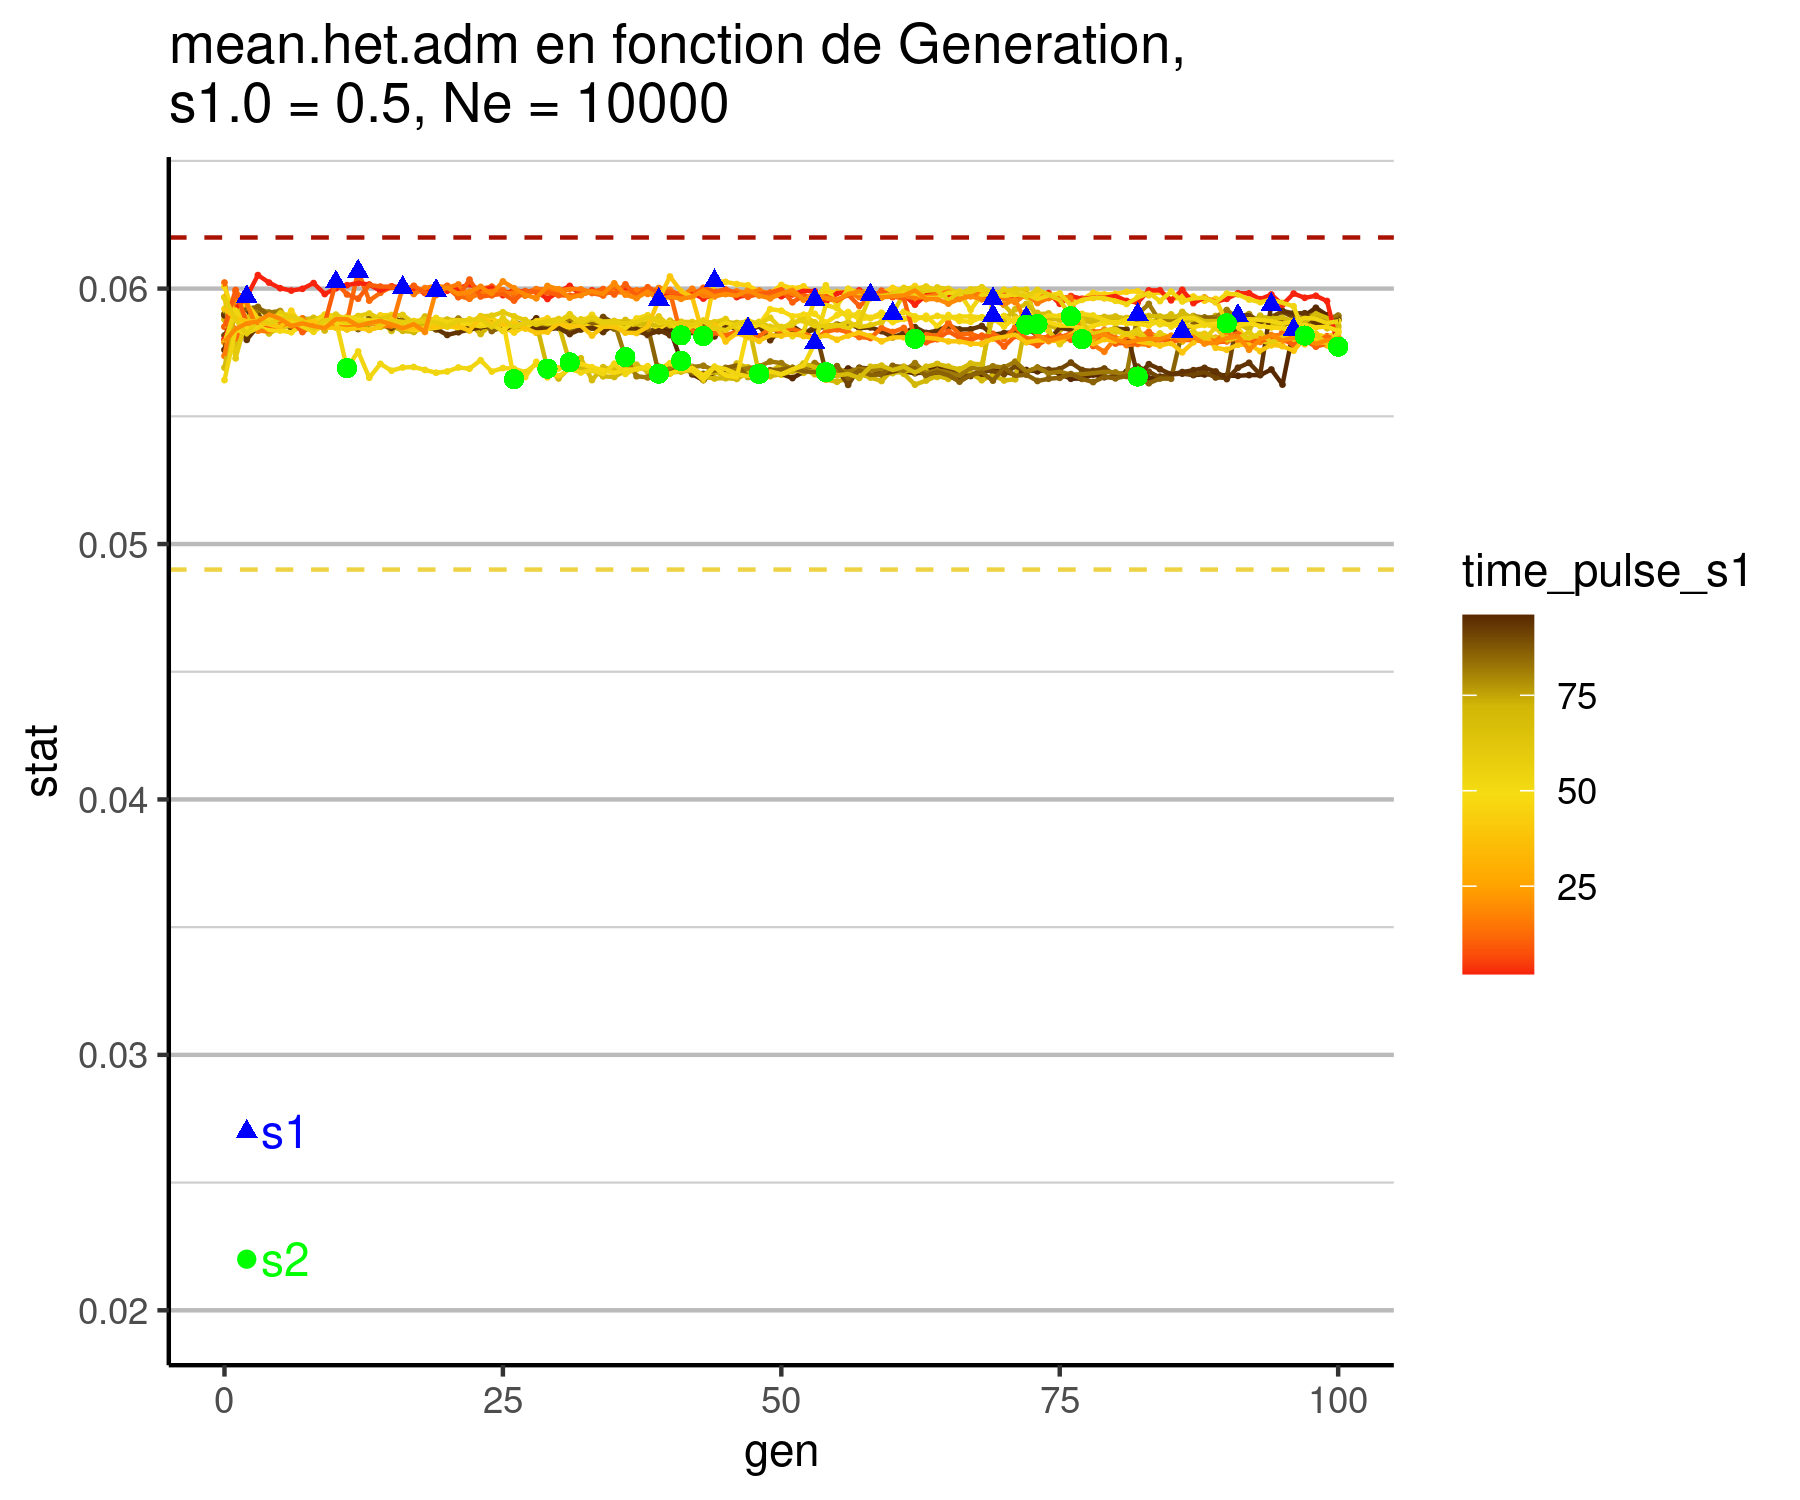 mean.het.adm en fonction de Generation,
s1.0 = 0.5, Ne = 10000
0.06
0.05
0.04
0.03
0.02
stat
s1
s2
0
25
50
75
100
gen
time_pulse_s1
75
50
25